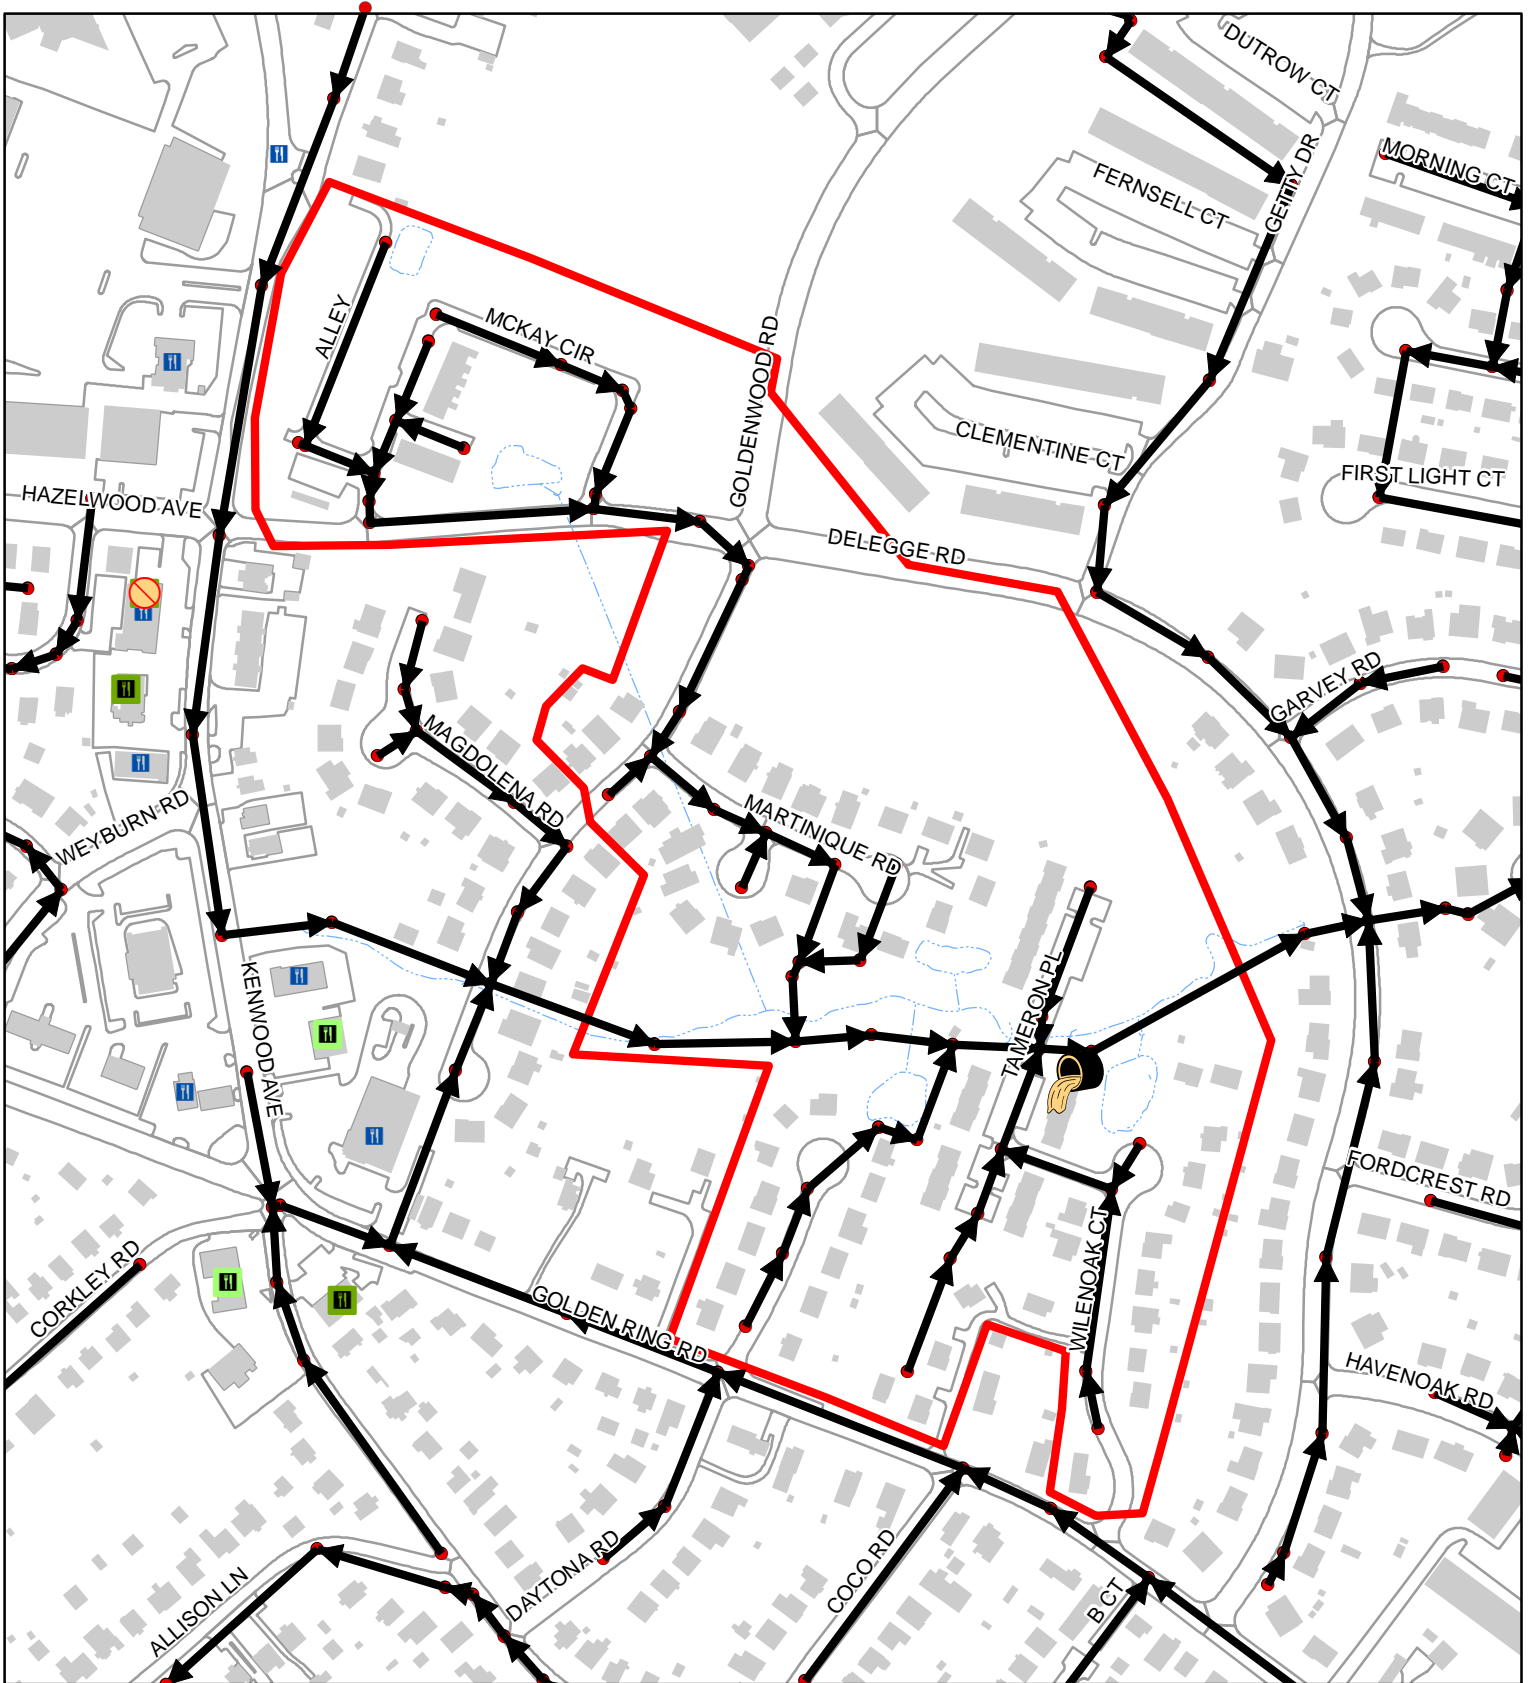 DUTROW CT
MORNING CT
FERNSELL CT
GETTY DR
ALLEY
MCKAY CIR
GOLDENWOOD RD
CLEMENTINE CT
FIRST LIGHT CT
HAZELWOOD AVE
DELEGGE RD
GARVEY RD
MAGDOLENA RD
WEYBURN RD
MARTINIQUE RD
KENWOOD AVE
TAMERON PL
FORDCREST RD
CORKLEY RD
WILENOAK CT
GOLDEN RING RD
HAVENOAK RD
DAYTONA RD
COCO RD
B CT
ALLISON LN